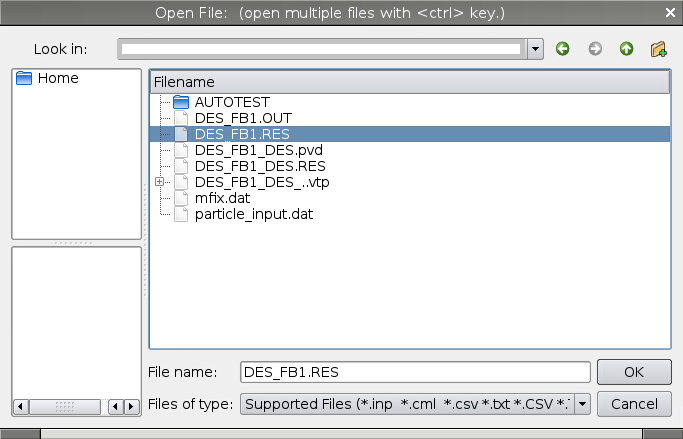 Open File:  (open multiple files with <ctrl> key.)
Look in:
Home
Filename
AUTOTEST
DES_FB1.OUT
DES_FB1.RES
DES_FB1_DES.pvd
DES_FB1_DES.RES
DES_FB1_DES_..vtp
mfix.dat
particle_input.dat
File name: DES_FB1.RES OK
Files of type: Supported Files (*.inp *.cml *.csv *.txt *.CSV *. Cancel